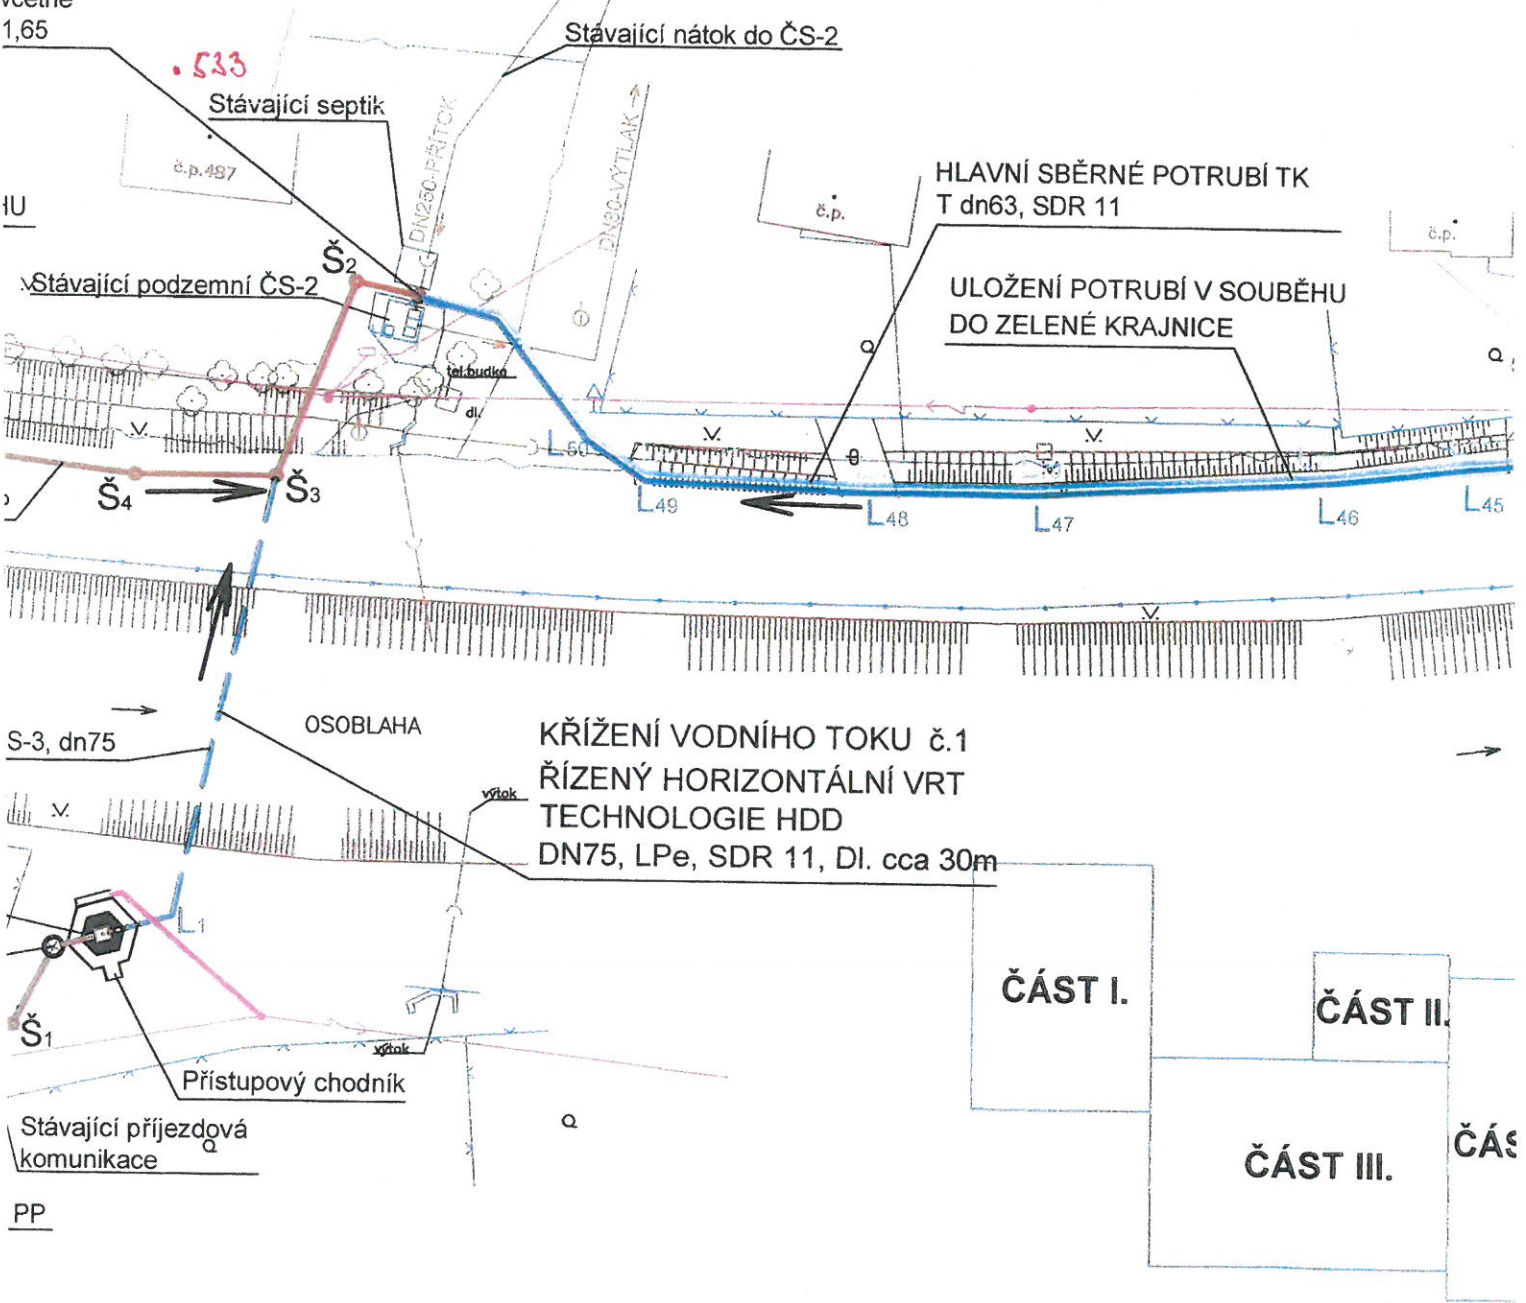 včetně
1,65
.533
Stávající nátok do ČS-2
Stávající septik
č.p.487
DN250-PŘÍTOK
DN80-VÝTLAK
HLAVNÍ SBĚRNÉ POTRUBÍ TK
T dn63, SDR 11
č.p.
č.p.
HU
Š2
Stávající podzemní ČS-2
ULOŽENÍ POTRUBÍ V SOUBĚHU
DO ZELENÉ KRAJNICE
tel.budka
dl.
L50
Š4
Š3
L49
L48
L47
L46
L45
OSOBLAHA
S-3, dn75
KŘÍŽENÍ VODNÍHO TOKU č.1
ŘÍZENÝ HORIZONTÁLNÍ VRT
TECHNOLOGIE HDD
DN75, LPe, SDR 11, Dl. cca 30m
výtok
L1
Š1
výtok
Přístupový chodník
Stávající příjezdová
komunikace
PP
ČÁST I.
ČÁST II.
ČÁST III.
ČÁS